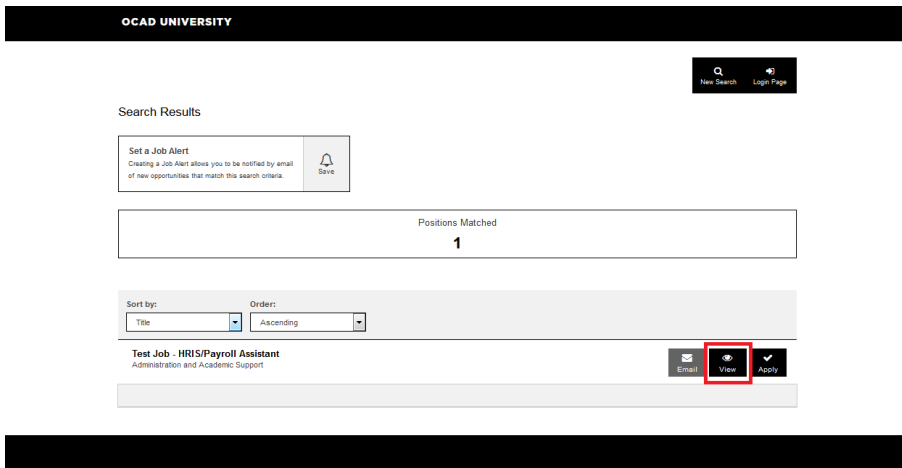 OCAD UNIVERSITY
New Search Login Page
Search Results
Set a Job Alert
Creating a Job Alert allows you to be notified by email
of new opportunities that match this search criteria.
Save
Positions Matched
1
Sort by: Order:
Title Ascending
Test Job - HRIS/Payroll Assistant
Administration and Academic Support
Email View Apply